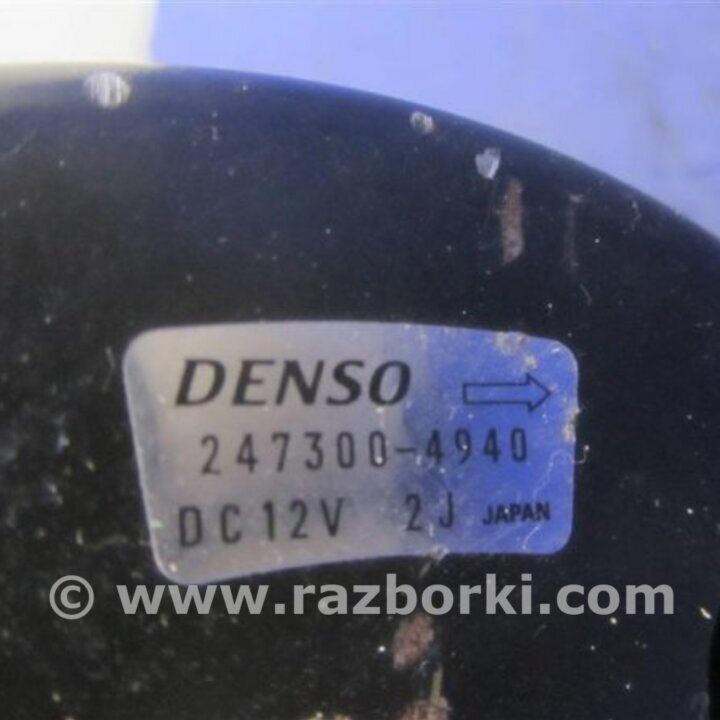 DENSO
247300-4940
DC12V 2J JAPAN
© www.razborki.com